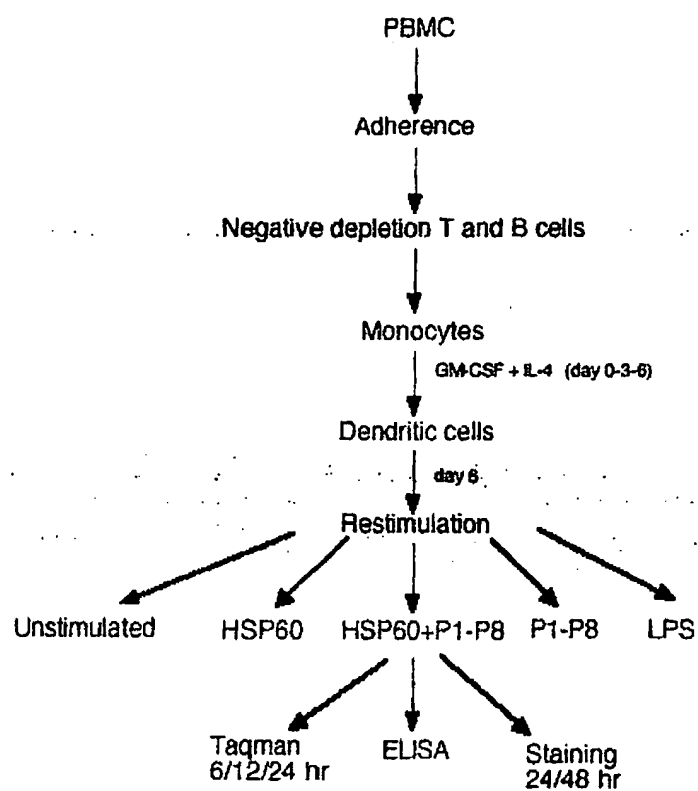 PBMC
Adherence
Negative depletion T and B cells
Monocytes
GM-CSF + IL-4 (day 0-3-6)
Dendritic cells
day 6
Restimulation
Unstimulated
HSP60
HSP60+P1-P8
P1-P8
LPS
Taqman
6/12/24 hr
ELISA
Staining
24/48 hr